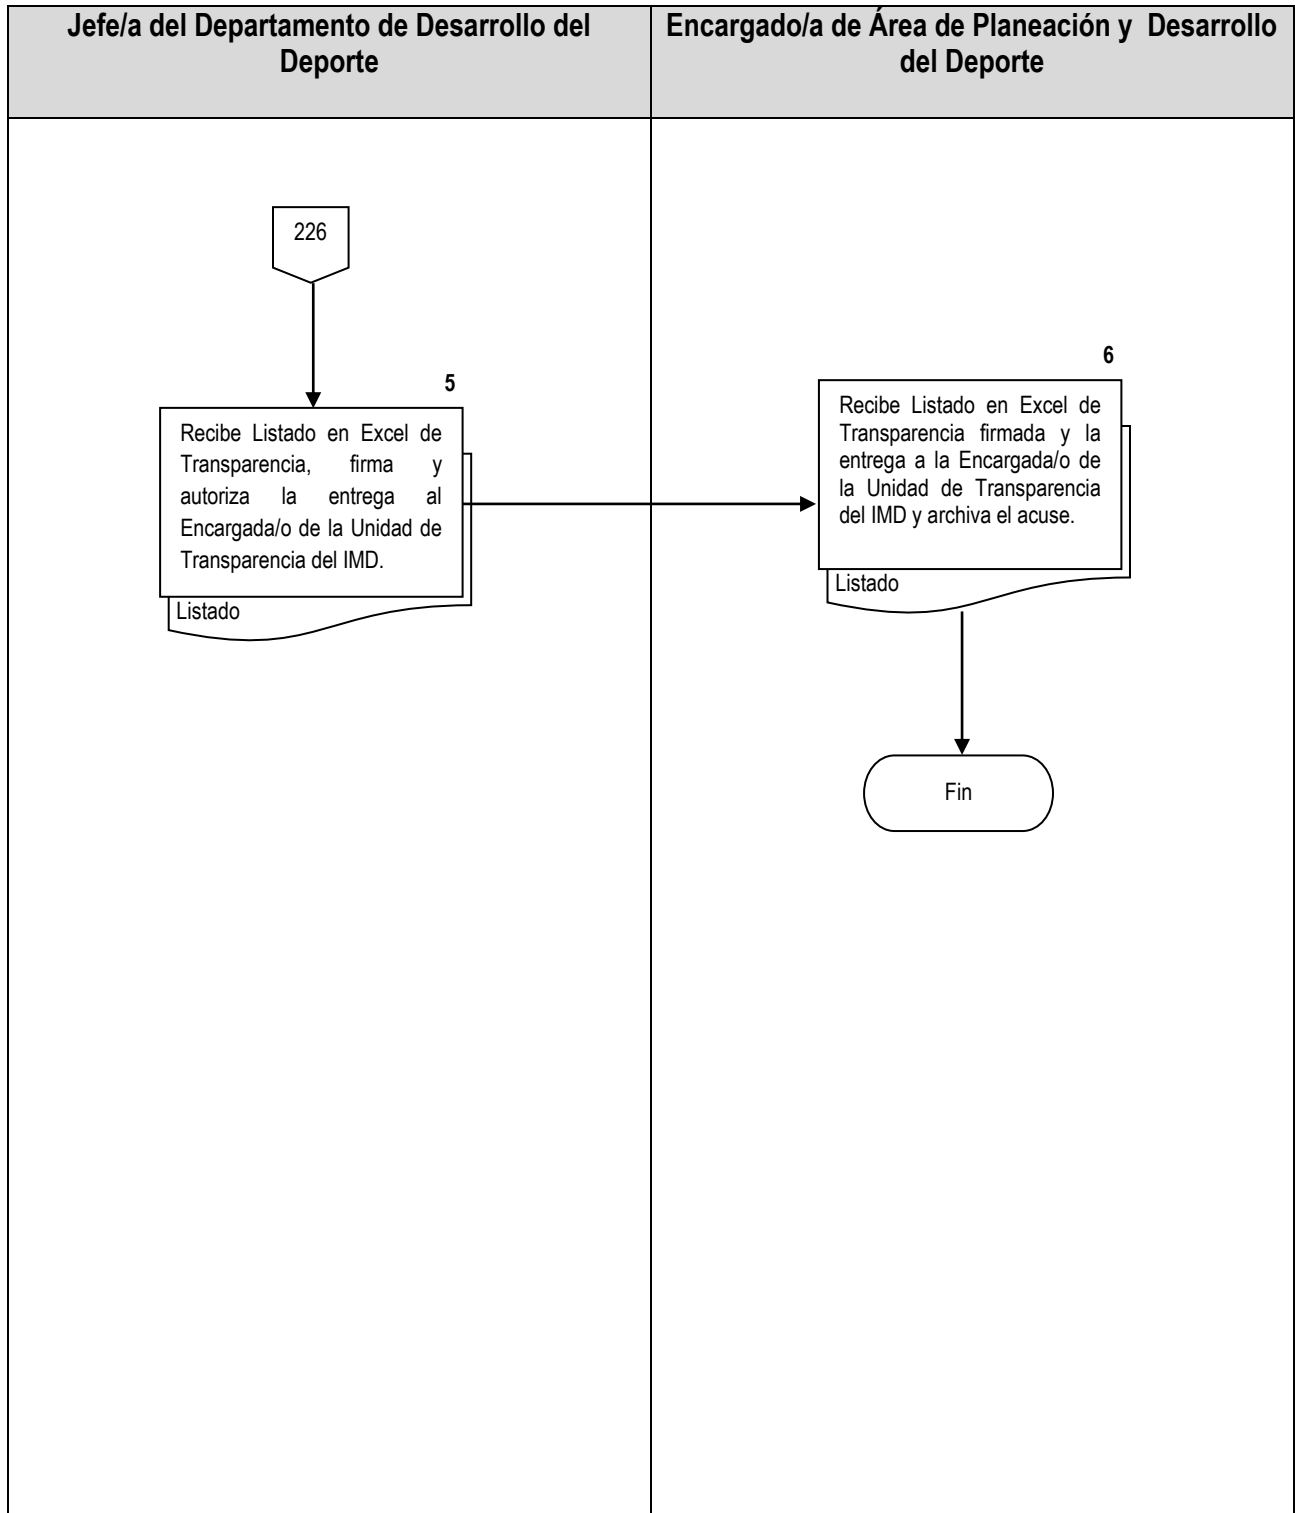 Jefe/a del Departamento de Desarrollo del
Deporte
Encargado/a de Área de Planeación y Desarrollo
del Deporte
226
5
Recibe Listado en Excel de
Transparencia, firma y
autoriza la entrega al
Encargada/o de la Unidad de
Transparencia del IMD.
Listado
6
Recibe Listado en Excel de
Transparencia firmada y la
entrega a la Encargada/o de
la Unidad de Transparencia
del IMD y archiva el acuse.
Listado
Fin